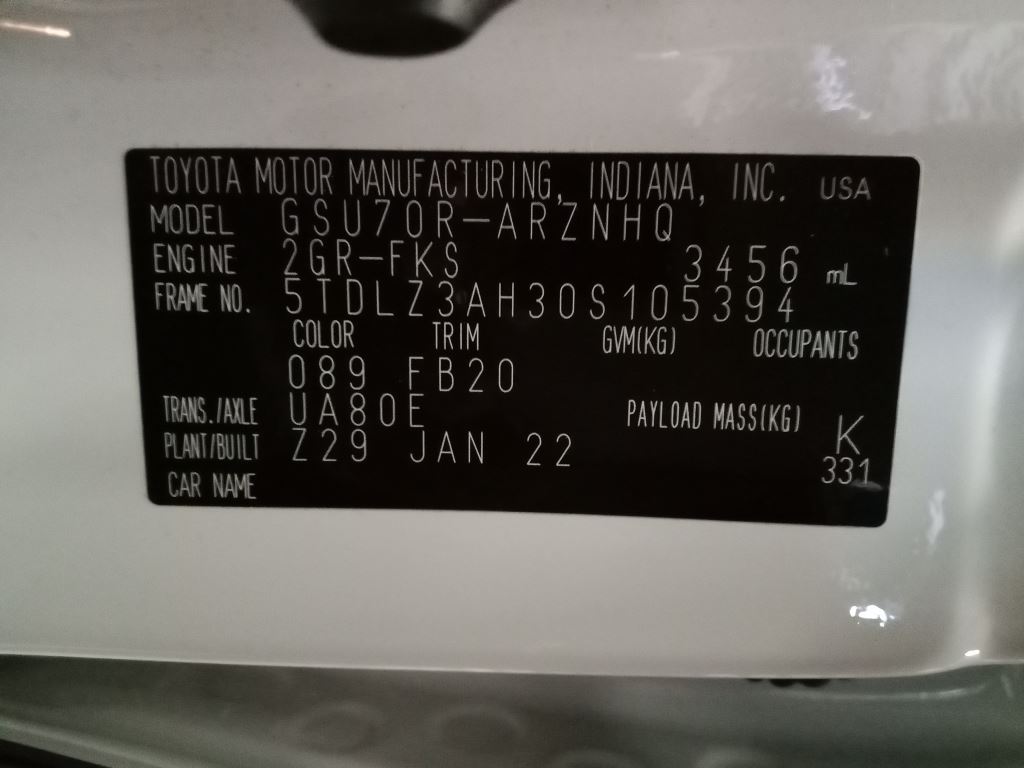 TOYOTA MOTOR MANUFACTURING, INDIANA, INC. USA
MODEL GSU70R-ARZNHQ
ENGINE 2GR-FKS 3456 mL
FRAME NO. 5TDLZ3AH30S105394
COLOR TRIM GVM(KG) OCCUPANTS
089 FB20
TRANS./AXLE UA80E PAYLOAD MASS(KG) K
PLANT/BUILT Z29 JAN 22 331
CAR NAME